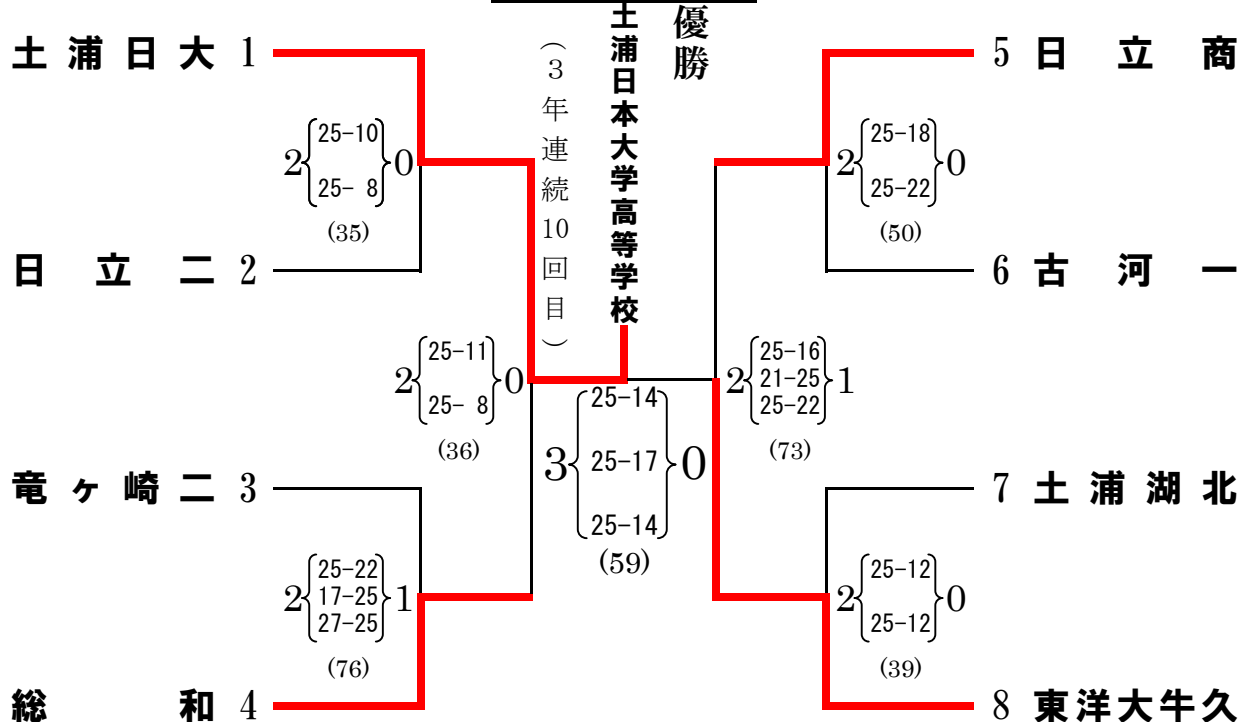 優勝
土浦日本大学高等学校
（３年連続10回目）
土浦日大 1
2 25-10 0
25- 8
(35)
日立二 2
2 25-11 0
25- 8
(36)
竜ヶ崎二 3
2 25-22 1
17-25
27-25
(76)
総和 4
25-14
3 25-17 0
25-14
(59)
5 日立商
2 25-18 0
25-22
(50)
6 古河一
25-16
2 21-25 1
25-22
(73)
7 土浦湖北
2 25-12 0
25-12
(39)
8 東洋大牛久